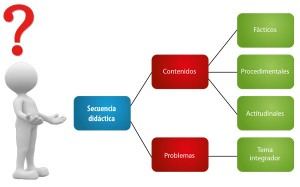 ?
Fácticos
Contenidos
Procedimentales
Secuencia
didáctica
Actitudinales
Problemas
Tema
integrador